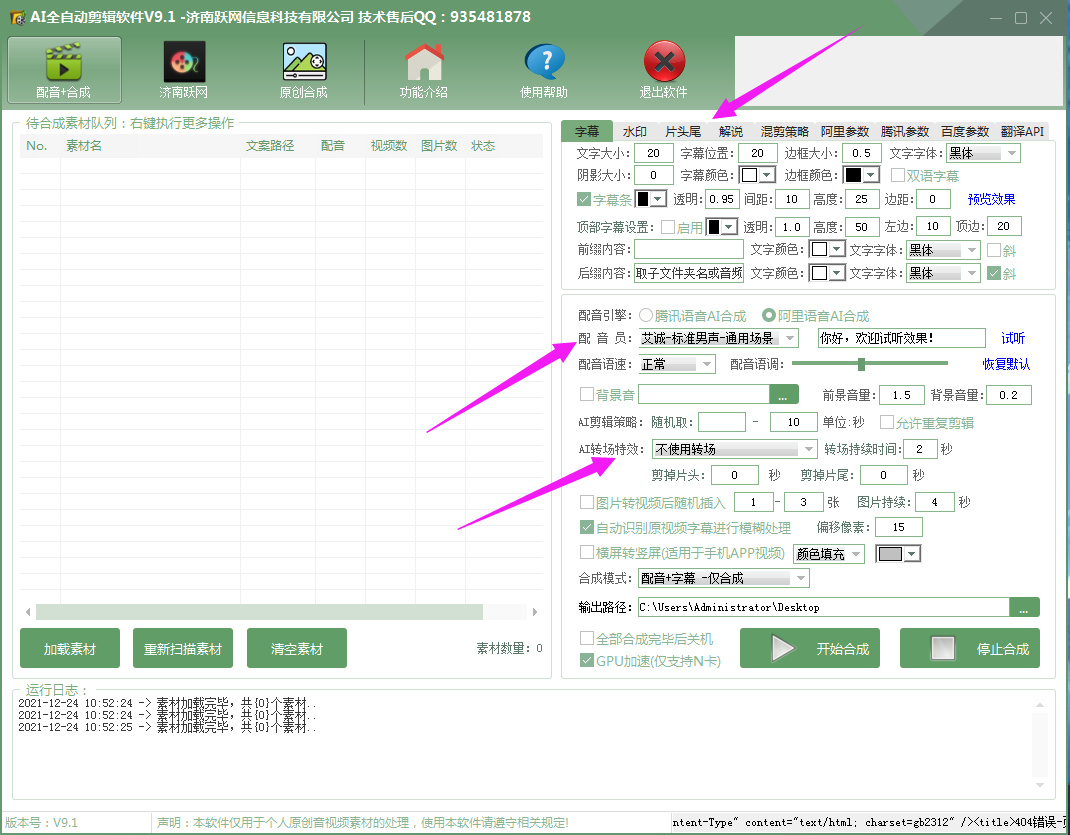 AI全自动剪辑软件V9.1 -济南跃网信息科技有限公司 技术售后QQ：935481878
配音+合成 济南跃网 原创合成 功能介绍 使用帮助 退出软件
待合成素材队列：右键执行更多操作
No. 素材名 文案路径 配音 视频数 图片数 状态
加载素材 重新扫描素材 清空素材 素材数量：0
字幕 水印 片头尾 解说 混剪策略 阿里参数 腾讯参数 百度参数 翻译API
文字大小: 20 字幕位置: 20 边框大小: 0.5 文字字体: 黑体
阴影大小: 0 字幕颜色: 边框颜色: 双语字幕
字幕条 透明: 0.95 间距: 10 高度: 25 边距: 0 预览效果
顶部字幕设置: 启用 透明: 1.0 高度: 50 左边: 10 顶边: 20
前缀内容: 文字颜色: 文字字体: 黑体 斜
后缀内容: 取子文件夹名或音频 文字颜色: 文字字体: 黑体 斜
配音引擎: 腾讯语音AI合成 阿里语音AI合成
配 音 员: 艾诚-标准男声-通用场景 你好，欢迎试听效果! 试听
配音语速: 正常 配音语调: 恢复默认
背景音 ... 前景音量: 1.5 背景音量: 0.2
AI剪辑策略: 随机取: - 10 单位:秒 允许重复剪辑
AI转场特效: 不使用转场 转场持续时间: 2 秒
剪掉片头: 0 秒 剪掉片尾: 0 秒
图片转视频后随机插入 1 - 3 张 图片持续: 4 秒
自动识别原视频字幕进行模糊处理 偏移像素: 15
横屏转竖屏(适用于手机APP视频) 颜色填充
合成模式: 配音+字幕 -仅合成
输出路径: C:\Users\Administrator\Desktop ...
全部合成完毕后关机
GPU加速(仅支持N卡)
开始合成 停止合成
运行日志：
2021-12-24 10:52:24 -> 素材加载完毕，共{0}个素材..
2021-12-24 10:52:24 -> 素材加载完毕，共{0}个素材..
2021-12-24 10:52:25 -> 素材加载完毕，共{0}个素材..
版本号：V9.1 声明：本软件仅用于个人原创音视频素材的处理，使用本软件请遵守相关规定! ntent-Type" content="text/html; charset=gb2312" /><title>404错误-